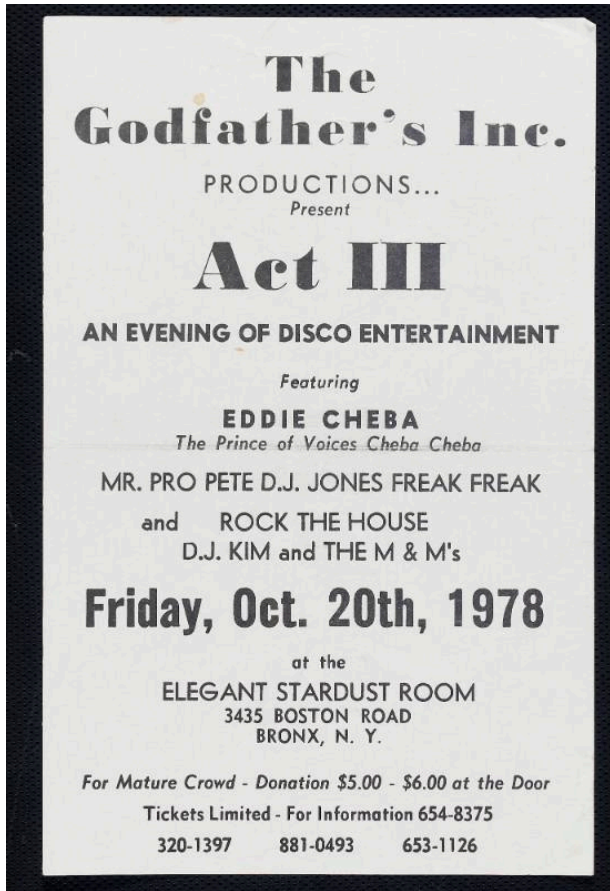 The
Godfather's Inc.
PRODUCTIONS...
Present
Act III
AN EVENING OF DISCO ENTERTAINMENT
Featuring
EDDIE CHEBA
The Prince of Voices Cheba Cheba
MR. PRO PETE D.J. JONES FREAK FREAK
and ROCK THE HOUSE
D.J. KIM and THE M & M's
Friday, Oct. 20th, 1978
at the
ELEGANT STARDUST ROOM
3435 BOSTON ROAD
BRONX, N. Y.
For Mature Crowd - Donation $5.00 - $6.00 at the Door
Tickets Limited - For Information 654-8375
320-1397 881-0493 653-1126